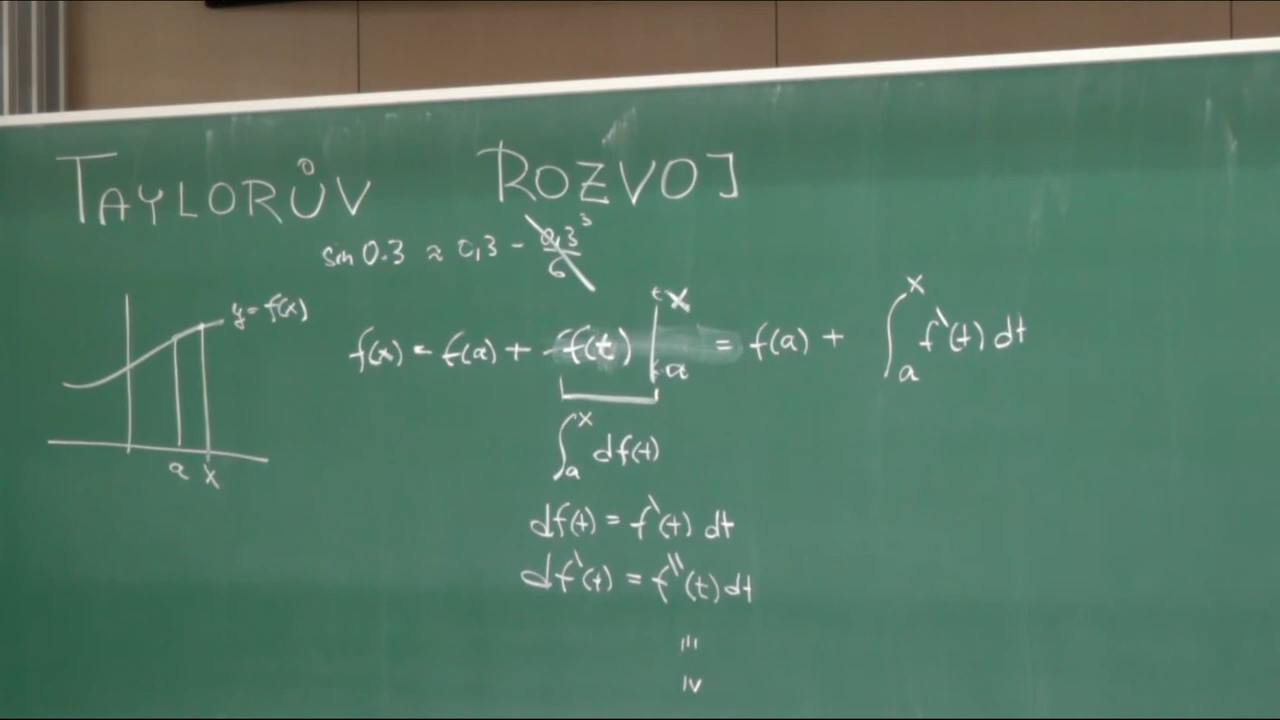 TAYLORŮV ROZVOJ
sin 0.3 ≈ 0,3 - 0,3³/6
y = f(x)
f(x) = f(a) + f(t) |ₐˣ = f(a) + ∫ₐˣ f'(t) dt
a x
∫ₐˣ df(t)
df(t) = f'(t) dt
df'(t) = f''(t) dt
'''
IV